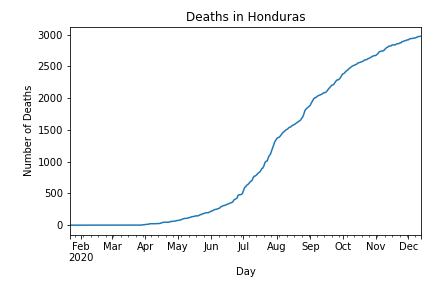 Deaths in Honduras
Number of Deaths
3000
2500
2000
1500
1000
500
0
Feb Mar Apr May Jun Jul Aug Sep Oct Nov Dec
2020
Day